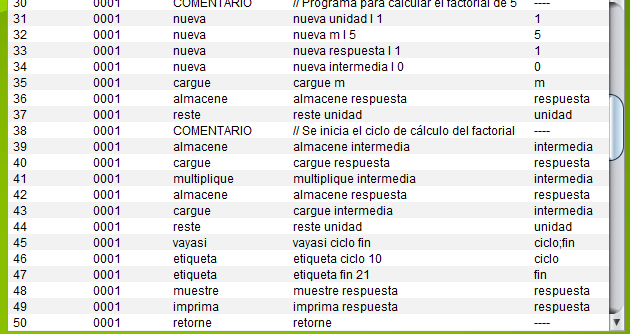 30 0001 COMENTARIO // Programa para calcular el factorial de 5 ----
31 0001 nueva nueva unidad I 1 1
32 0001 nueva nueva m I 5 5
33 0001 nueva nueva respuesta I 1 1
34 0001 nueva nueva intermedia I 0 0
35 0001 cargue cargue m m
36 0001 almacene almacene respuesta respuesta
37 0001 reste reste unidad unidad
38 0001 COMENTARIO // Se inicia el ciclo de cálculo del factorial ----
39 0001 almacene almacene intermedia intermedia
40 0001 cargue cargue respuesta respuesta
41 0001 multiplique multiplique intermedia intermedia
42 0001 almacene almacene respuesta respuesta
43 0001 cargue cargue intermedia intermedia
44 0001 reste reste unidad unidad
45 0001 vayasi vayasi ciclo fin ciclo;fin
46 0001 etiqueta etiqueta ciclo 10 ciclo
47 0001 etiqueta etiqueta fin 21 fin
48 0001 muestre muestre respuesta respuesta
49 0001 imprima imprima respuesta respuesta
50 0001 retorne retorne ----